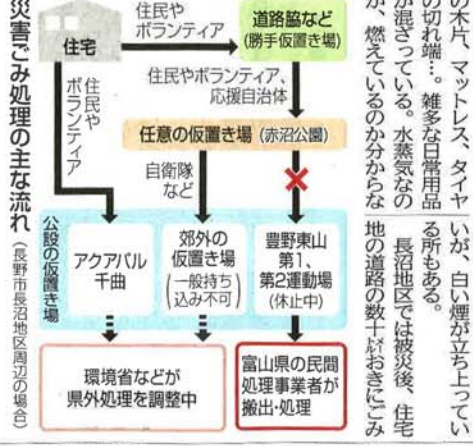 災害ごみ処理の主な流れ(長野市長沼地区周辺の場合)
住宅
住民や
ボランティア
道路脇など
(勝手仮置き場)
住民や
ボランティア
住民やボランティア、
応援自治体
任意の仮置き場(赤沼公園)
自衛隊
など
公設の仮置き場
アクアパル
千曲
郊外の
仮置き場
(一般持ち
込み不可)
豊野東山
第1、
第2運動場
(休止中)
環境省などが
県外処理を調整中
富山県の民間
処理事業者が
搬出・処理
の木片、マットレス、タイヤ
の切れ端…。雑多な日常用品
が混ざっている。水蒸気なの
か、燃えているのか分からな
いが、白い煙が立ち上ってい
る所もある。
長沼地区では被災後、住宅
地の道路の数十㍍おきにごみ